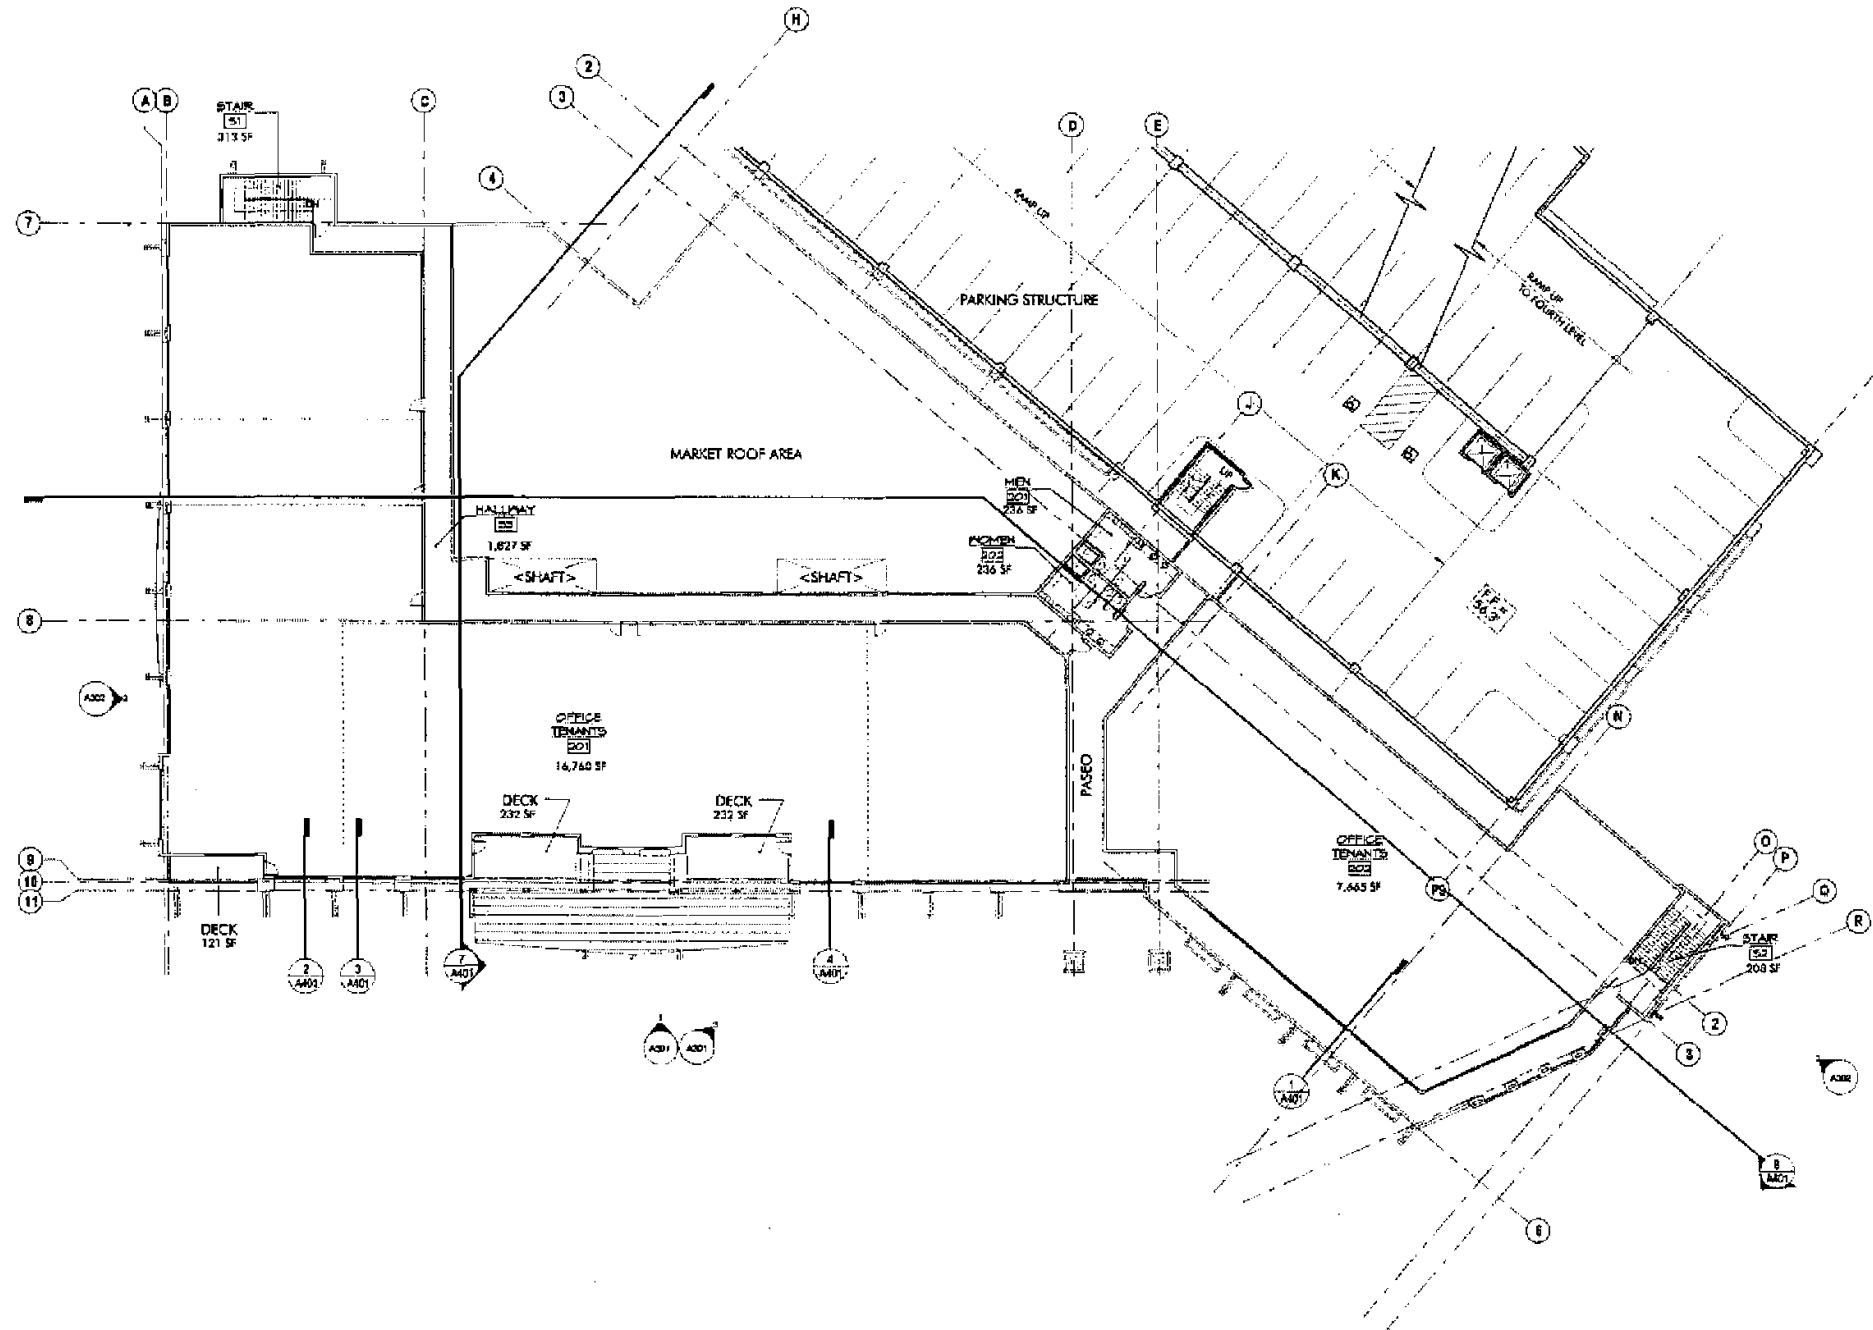 H
2
3
A B
C
STAIR
S1
313 SF
D
E
4
7
DN
RAMP UP
PARKING STRUCTURE
RAMP UP
TO FOURTH LEVEL
J
MARKET ROOF AREA
UP
K
MEN
201
236 SF
HALLWAY
1,827 SF
WOMEN
202
236 SF
<SHAFT>
<SHAFT>
8
A302
N
OFFICE
TENANTS
201
16,760 SF
PASEO
DECK
232 SF
DECK
232 SF
OFFICE
TENANTS
7,665 SF
O
P
9
10
11
Q
R
DECK
121 SF
STAIR
S2
208 SF
2
A401
3
A401
7
A401
4
A401
2
3
A301
A301
1
A401
A302
8
A401
6